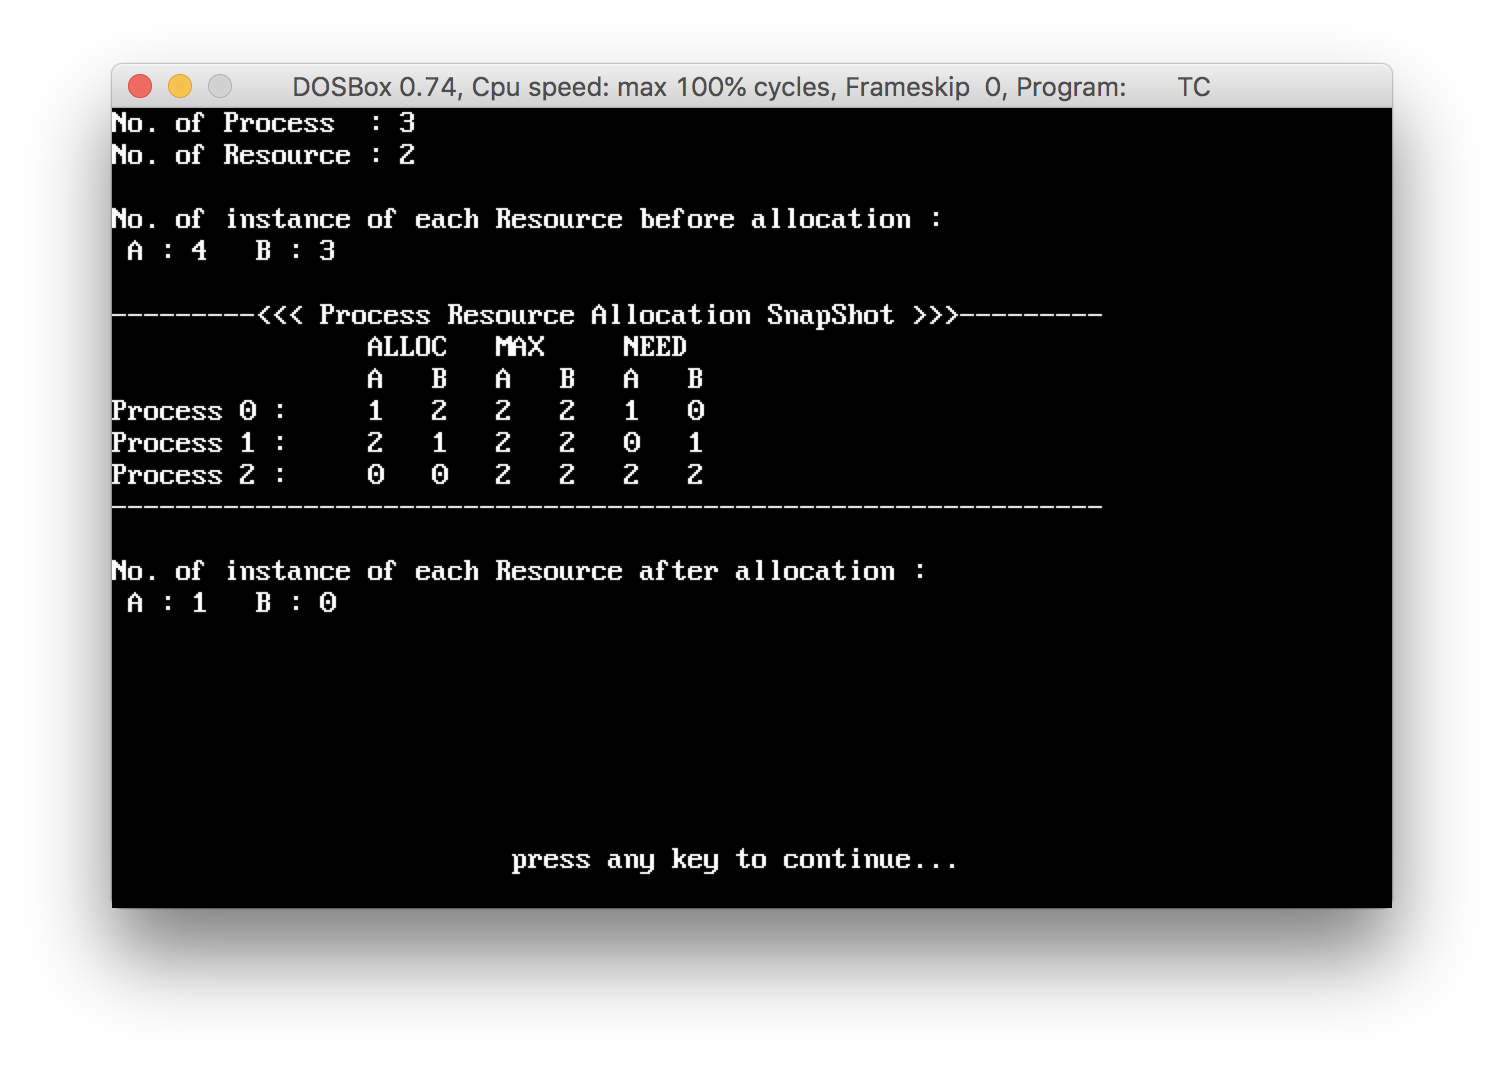 DOSBox 0.74, Cpu speed: max 100% cycles, Frameskip  0, Program:     TC
No. of Process  : 3
No. of Resource : 2
No. of instance of each Resource before allocation :
 A : 4   B : 3
---------<<< Process Resource Allocation SnapShot >>>---------
                ALLOC   MAX     NEED
                A   B   A   B   A   B
Process 0 :     1   2   2   2   1   0
Process 1 :     2   1   2   2   0   1
Process 2 :     0   0   2   2   2   2
--------------------------------------------------------------
No. of instance of each Resource after allocation :
 A : 1   B : 0
press any key to continue...